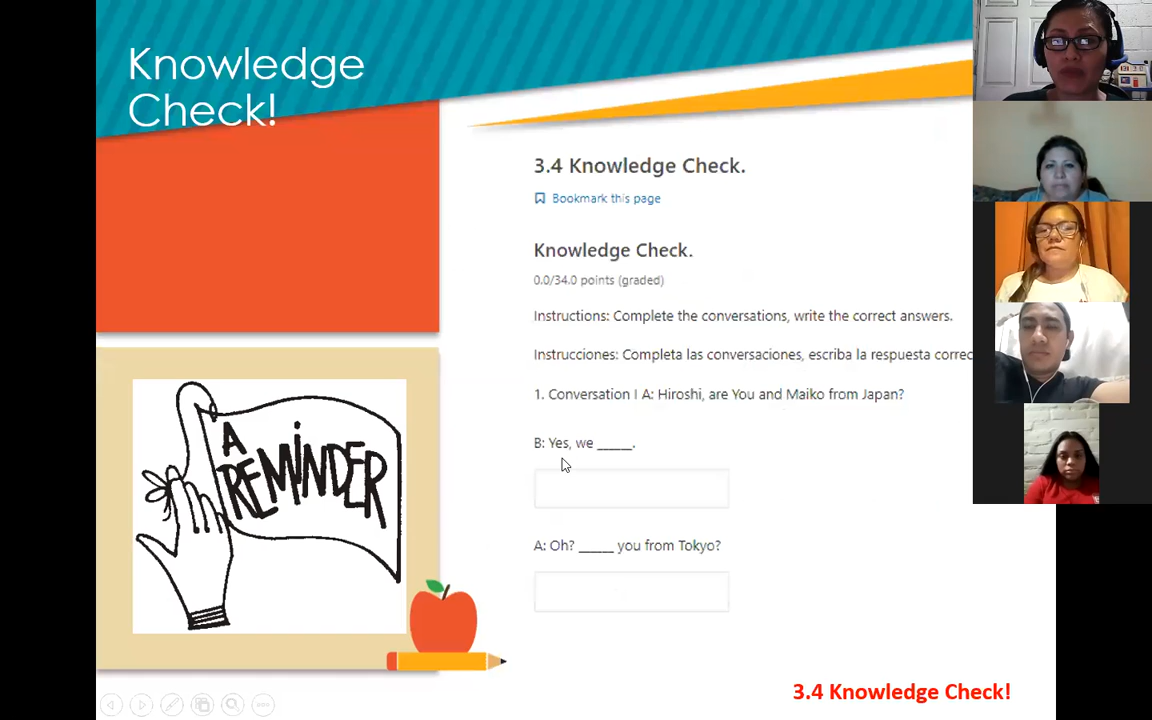 Knowledge
Check!
3.4 Knowledge Check.
Bookmark this page
Knowledge Check.
0.0/34.0 points (graded)
Instructions: Complete the conversations, write the correct answers.
Instrucciones: Completa las conversaciones, escriba la respuesta correc
1. Conversation I A: Hiroshi, are You and Maiko from Japan?
B: Yes, we _____.
A: Oh? _____ you from Tokyo?
A
REMINDER
3.4 Knowledge Check!